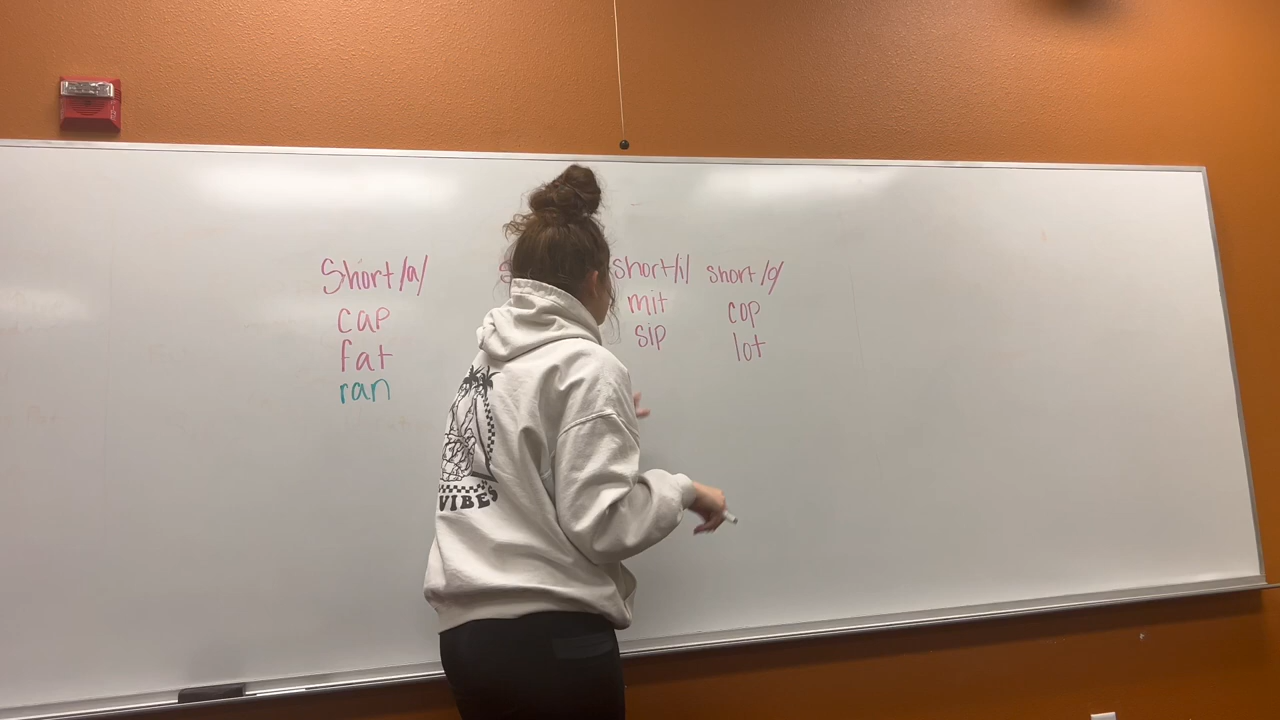 Short /a/
cap
fat
ran
short /i/
mit
sip
short /o/
cop
lot
VIBES